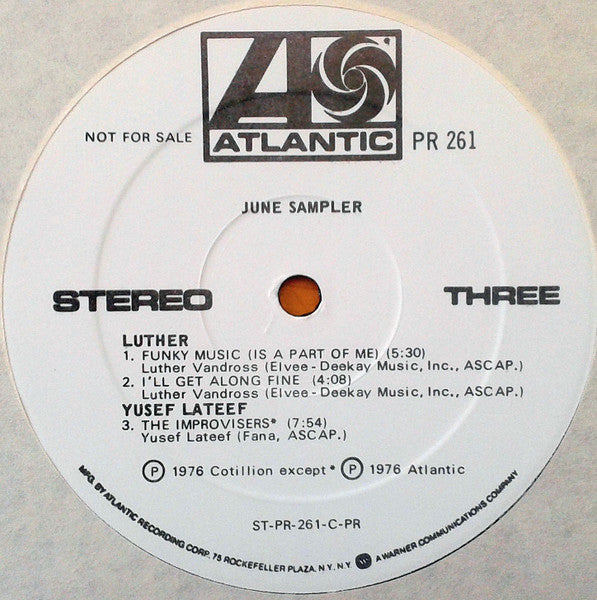 ATLANTIC
NOT FOR SALE
PR 261
JUNE SAMPLER
STEREO
THREE
LUTHER
1. FUNKY MUSIC (IS A PART OF ME) (5:30)
Luther Vandross (Elvee-Deekay Music, Inc., ASCAP.)
2. I'LL GET ALONG FINE (4:08)
Luther Vandross (Elvee-Deekay Music, Inc., ASCAP.)
YUSEF LATEEF
3. THE IMPROVISERS* (7:54)
Yusef Lateef (Fana, ASCAP.)
Ⓟ 1976 Cotillion except * Ⓟ 1976 Atlantic
ST-PR-261-C-PR
MFG. BY ATLANTIC RECORDING CORP. 75 ROCKEFELLER PLAZA, N.Y. N.Y. A WARNER COMMUNICATIONS COMPANY